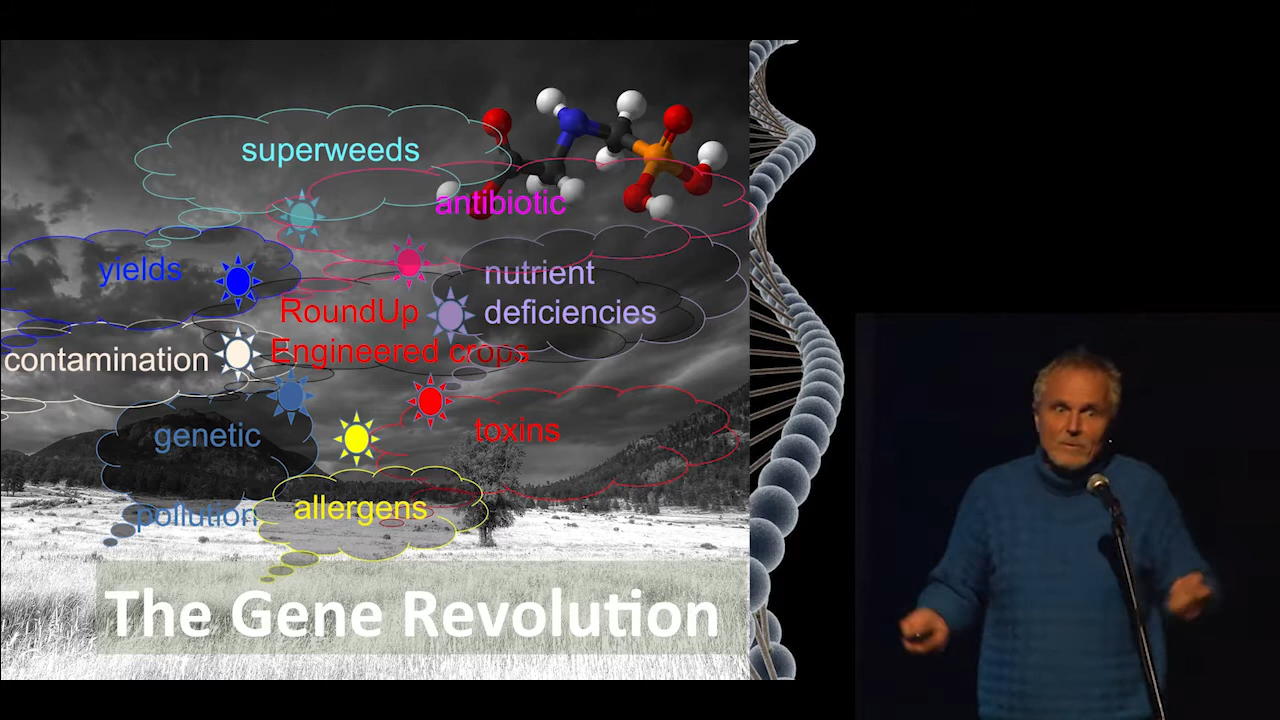 superweeds
antibiotic
yields
nutrient
deficiencies
RoundUp
Engineered crops
contamination
genetic
pollution
toxins
allergens
The Gene Revolution